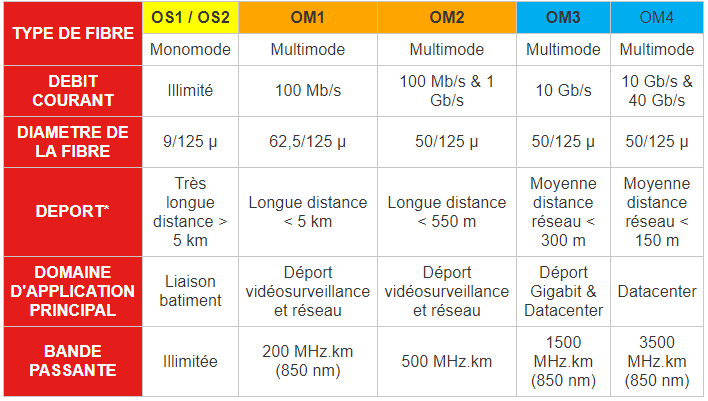 TYPE DE FIBRE
OS1 / OS2
OM1
OM2
OM3
OM4
Monomode
Multimode
Multimode
Multimode
Multimode
DEBIT
COURANT
Illimité
100 Mb/s
100 Mb/s & 1
Gb/s
10 Gb/s
10 Gb/s &
40 Gb/s
DIAMETRE DE
LA FIBRE
9/125 µ
62,5/125 µ
50/125 µ
50/125 µ
50/125 µ
DEPORT*
Très
longue
distance >
5 km
Longue distance
< 5 km
Longue distance
< 550 m
Moyenne
distance
réseau <
300 m
Moyenne
distance
réseau <
150 m
DOMAINE
D'APPLICATION
PRINCIPAL
Liaison
batiment
Déport
vidéosurveillance
et réseau
Déport
vidéosurveillance
et réseau
Déport
Gigabit &
Datacenter
Datacenter
BANDE
PASSANTE
Illimitée
200 MHz.km
(850 nm)
500 MHz.km
1500
MHz.km
(850 nm)
3500
MHz.km
(850 nm)